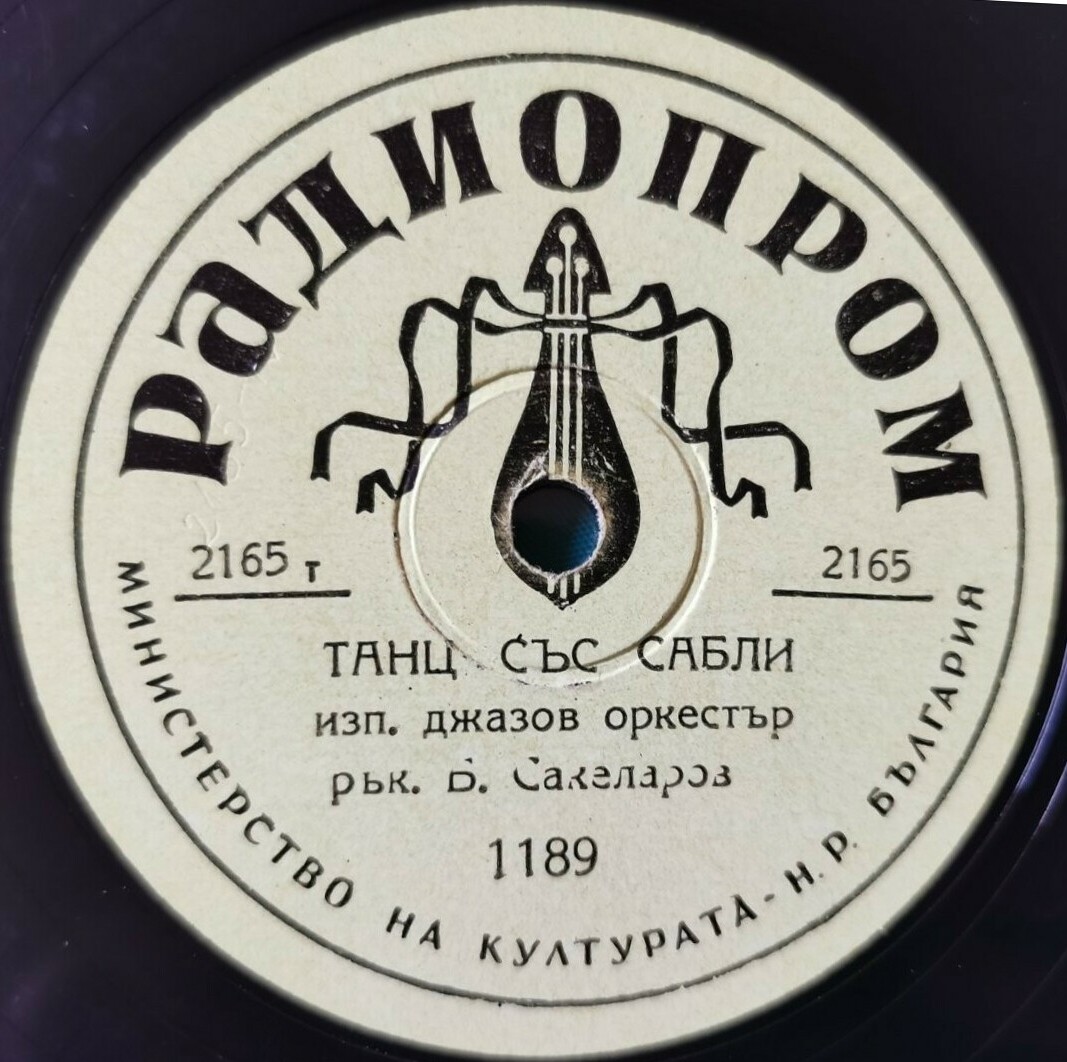 РАДИОПРОМ
2165 т
2165
ТАНЦ СЪС САБЛИ
изп. джазов оркестър
рък. Б. Сакеларов
1189
МИНИСТЕРСТВО НА КУЛТУРАТА - Н. Р. БЪЛГАРИЯ